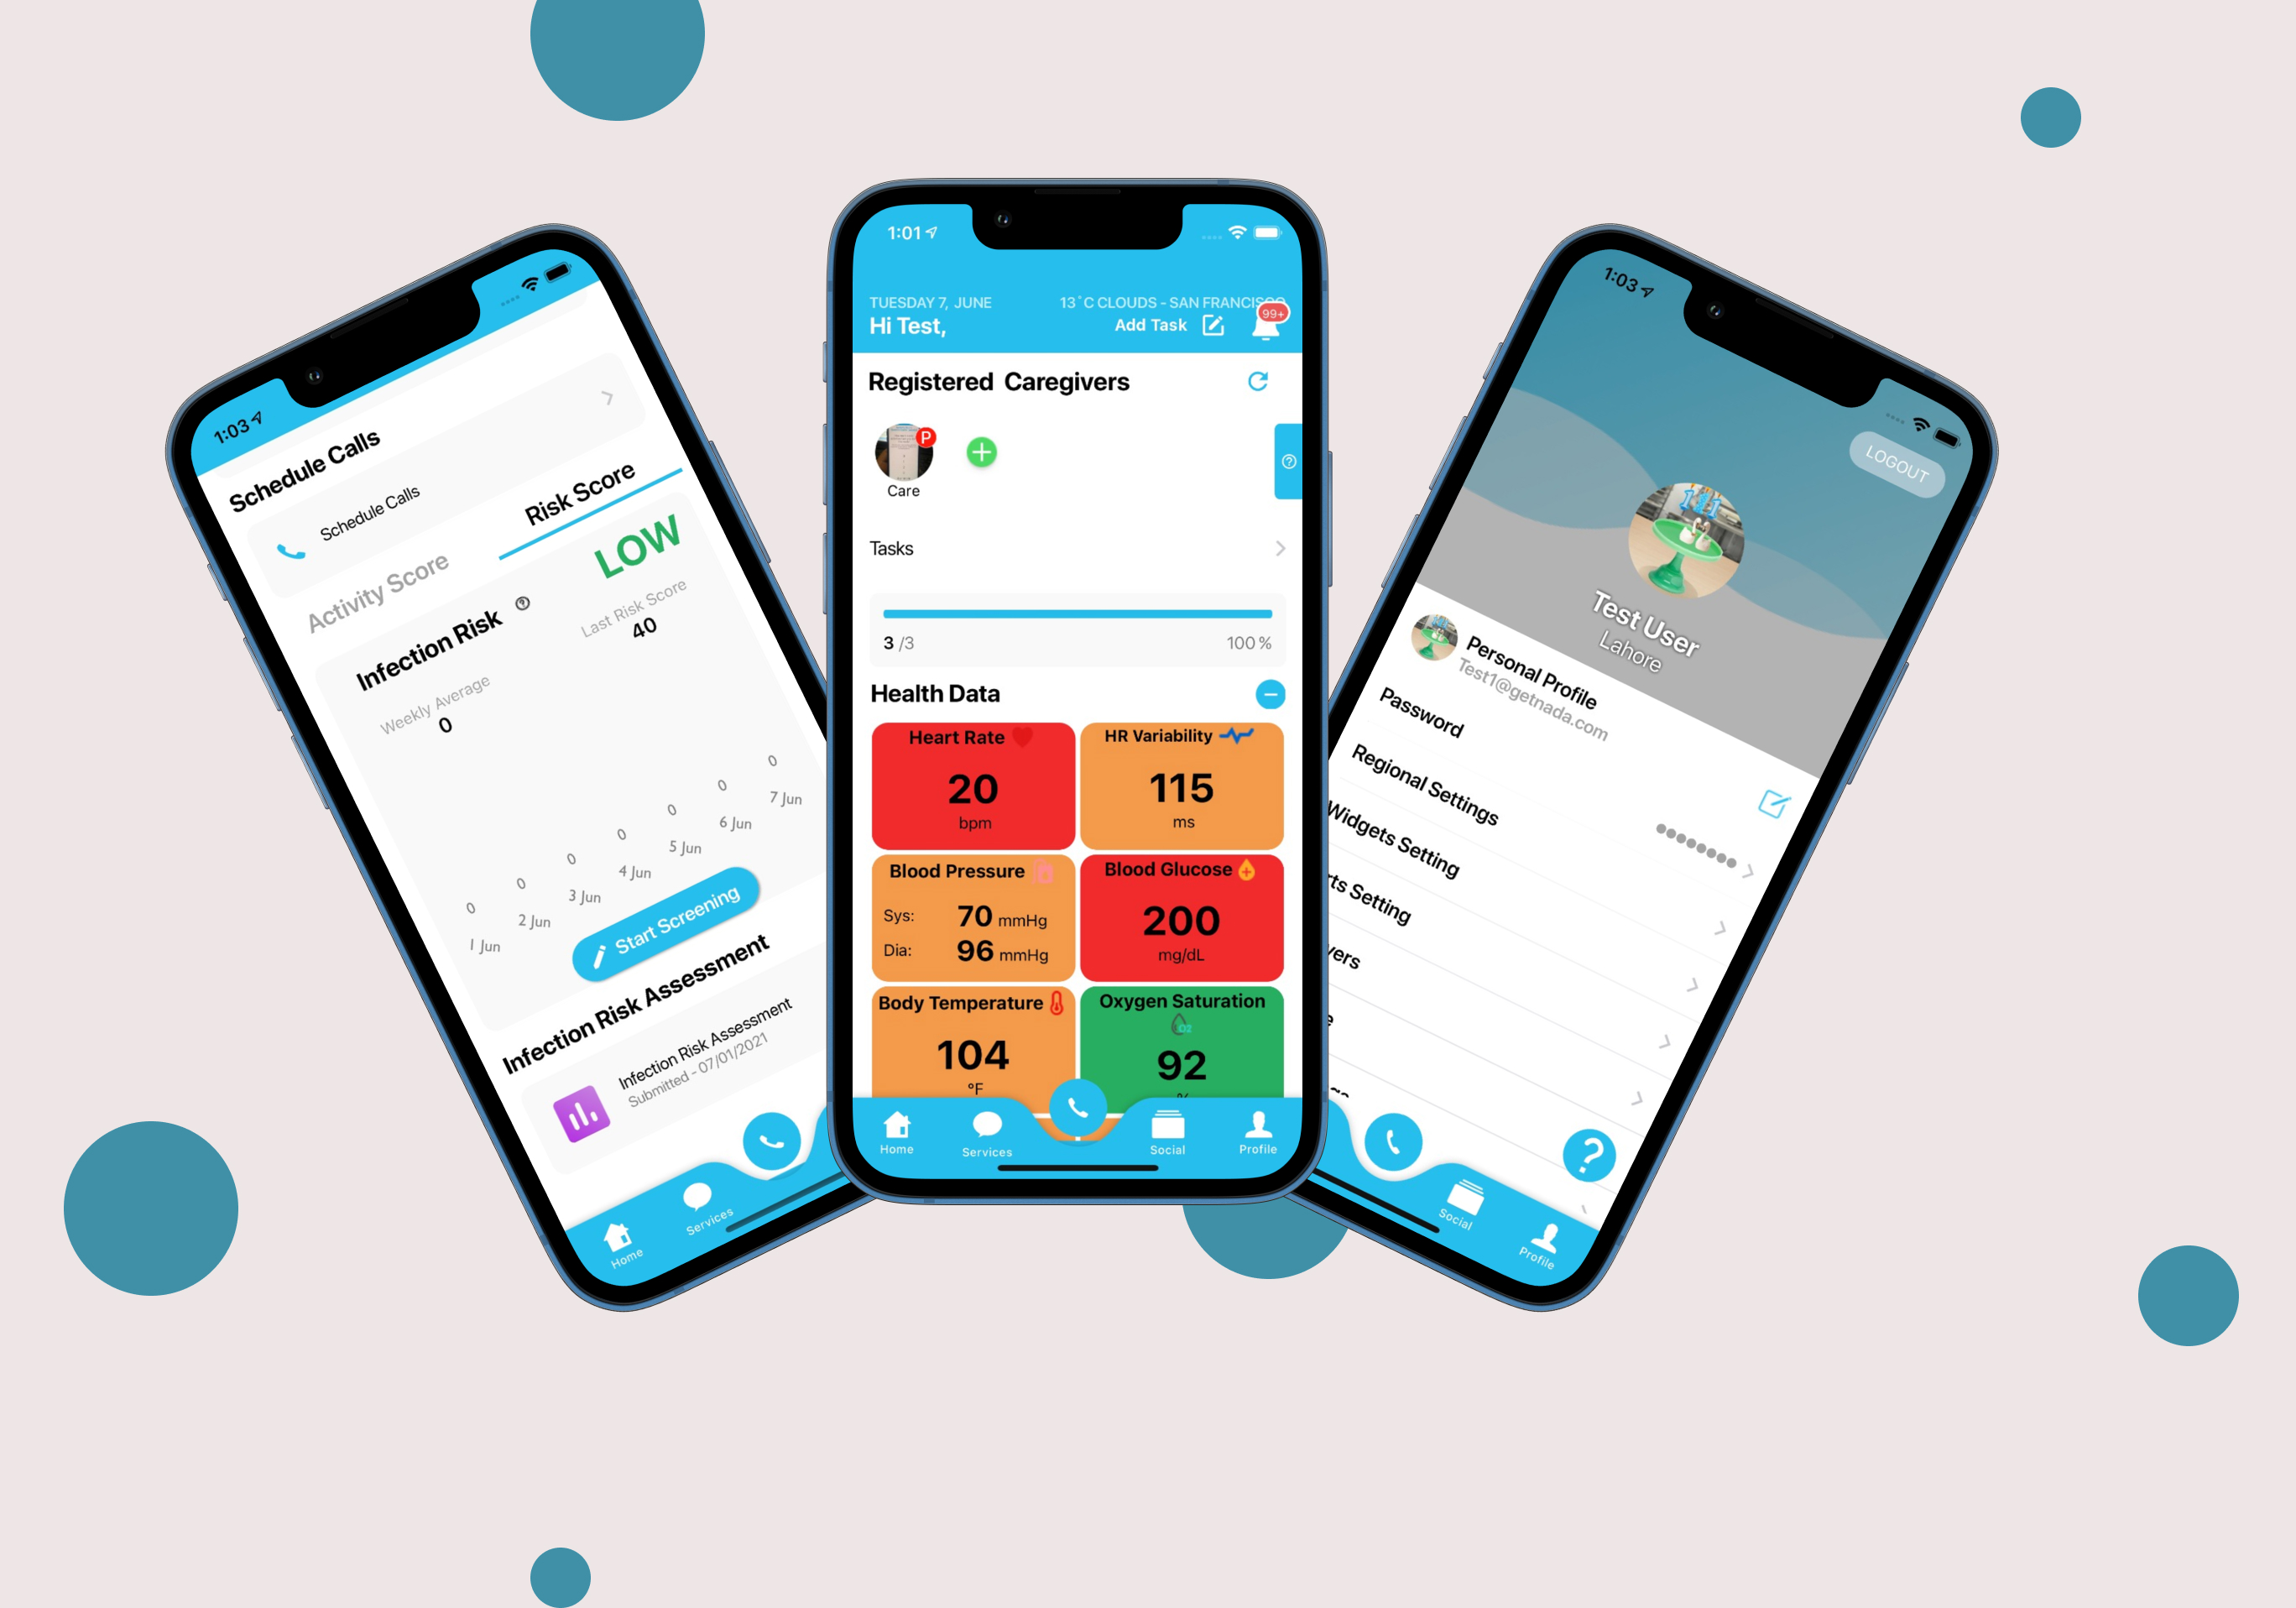 1:03
Schedule Calls
Schedule Calls
Activity Score
Risk Score
Infection Risk
LOW
Last Risk Score
40
Weekly Average
0
0
0
0
0
0
0
0
1 Jun
2 Jun
3 Jun
4 Jun
5 Jun
6 Jun
7 Jun
Start Screening
Infection Risk Assessment
Infection Risk Assessment
Submitted - 07/01/2021
Home
Services
1:01
TUESDAY 7, JUNE
13°C CLOUDS - SAN FRANCISCO
Hi Test,
Add Task
99+
Registered Caregivers
P
Care
Tasks
3 /3
100 %
Health Data
Heart Rate
20
bpm
HR Variability
115
ms
Blood Pressure
Sys: 70 mmHg
Dia: 96 mmHg
Blood Glucose
200
mg/dL
Body Temperature
104
°F
Oxygen Saturation
O2
92
%
Home
Services
Social
Profile
1:03
LOGOUT
Test User
Lahore
Personal Profile
Test1@getnada.com
Password
Regional Settings
Widgets Setting
rts Setting
vers
?
Social
Profile